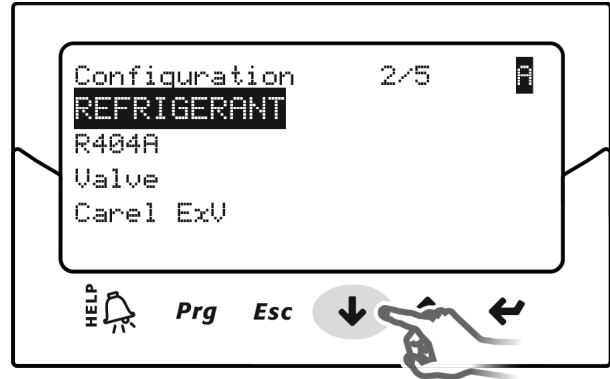 Configuration 2/5 A
REFRIGERANT
R404A
Valve
Carel ExV
HELP Prg Esc